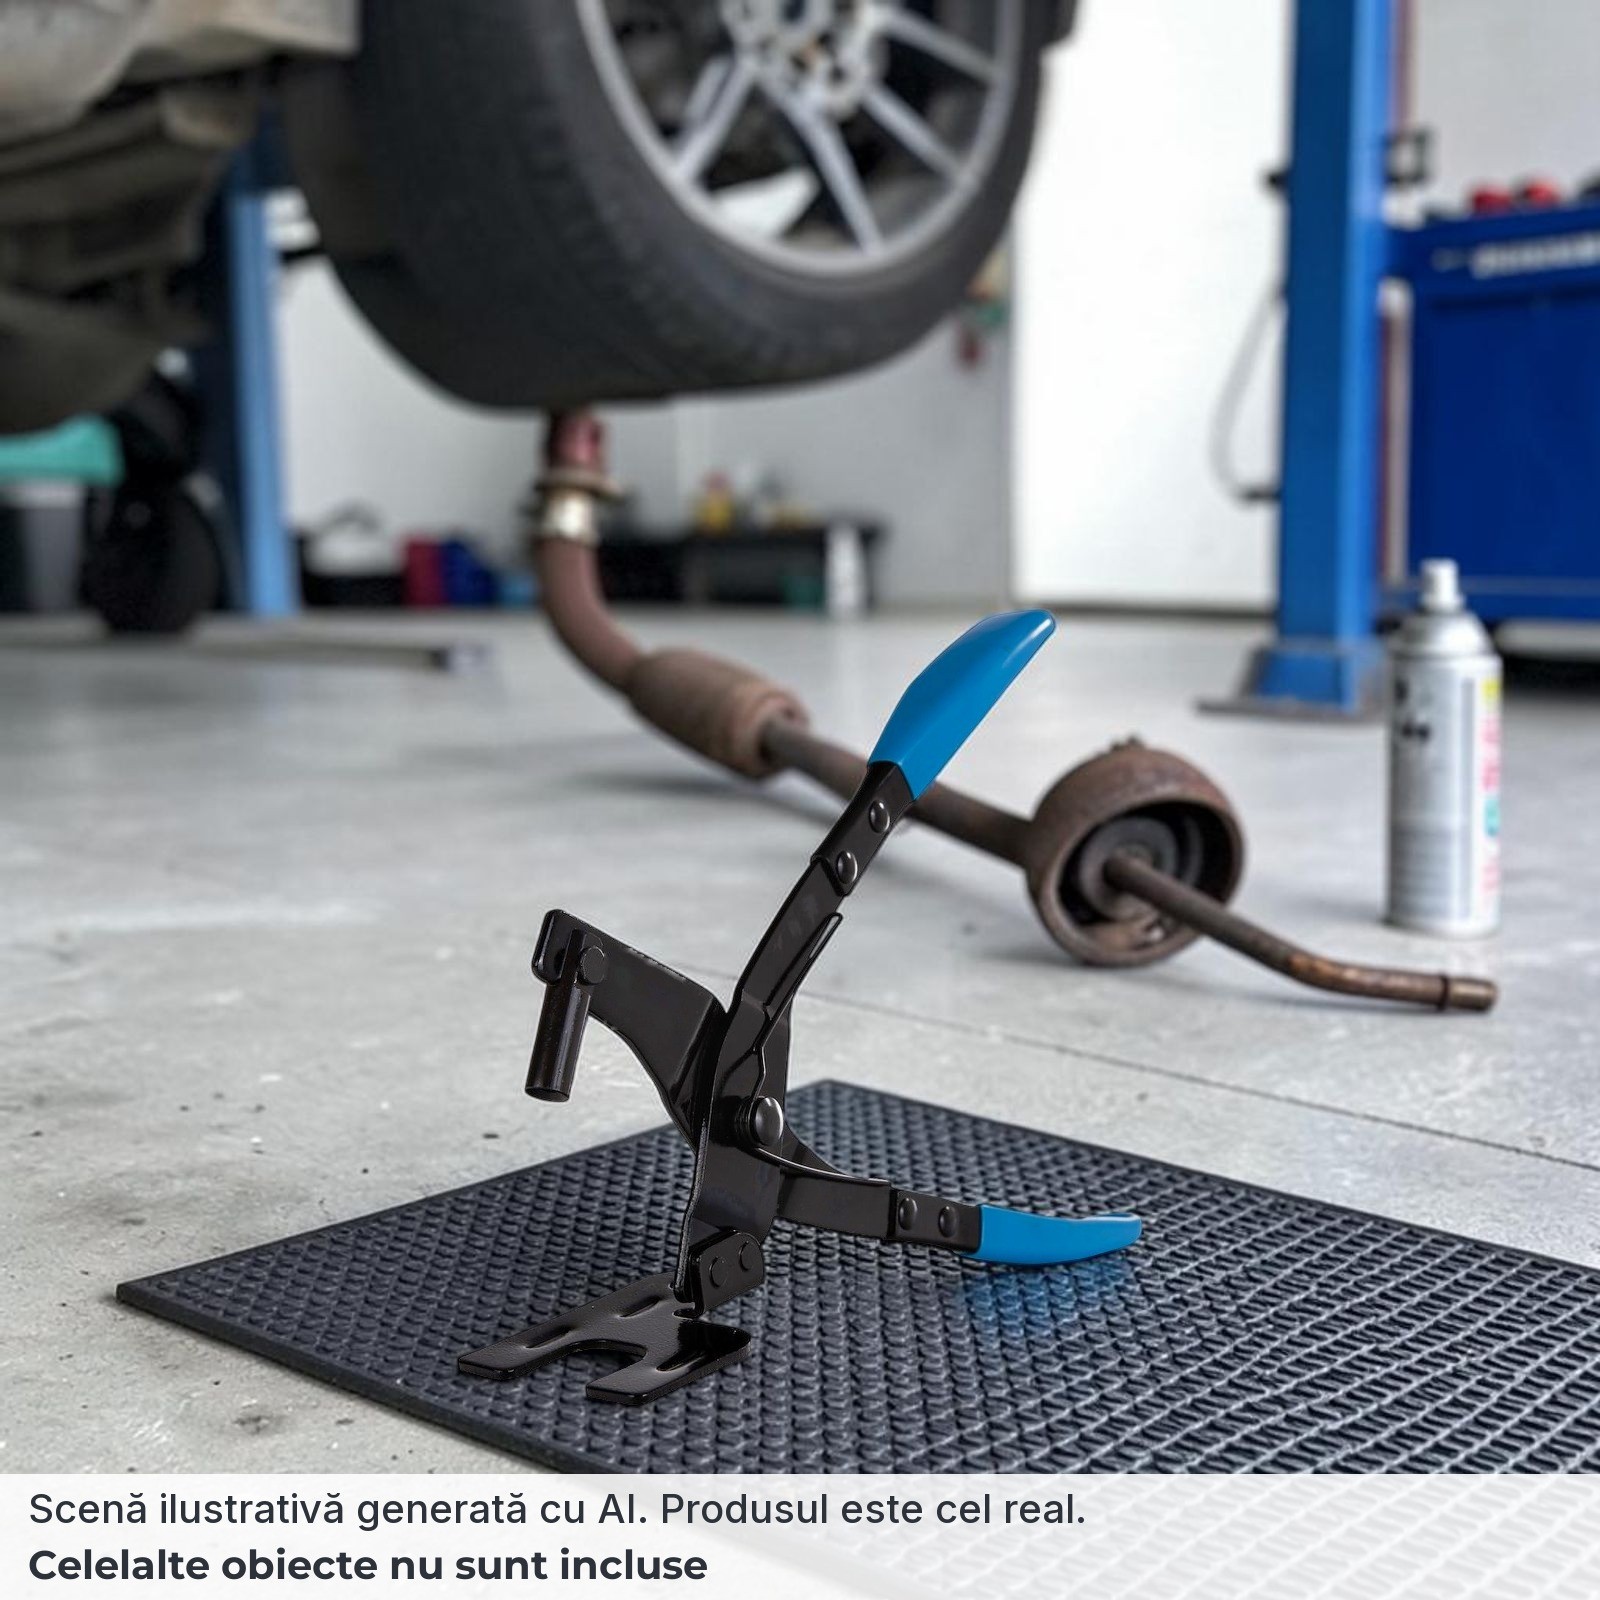 Scenă ilustrativă generată cu AI. Produsul este cel real.
Celelalte obiecte nu sunt incluse